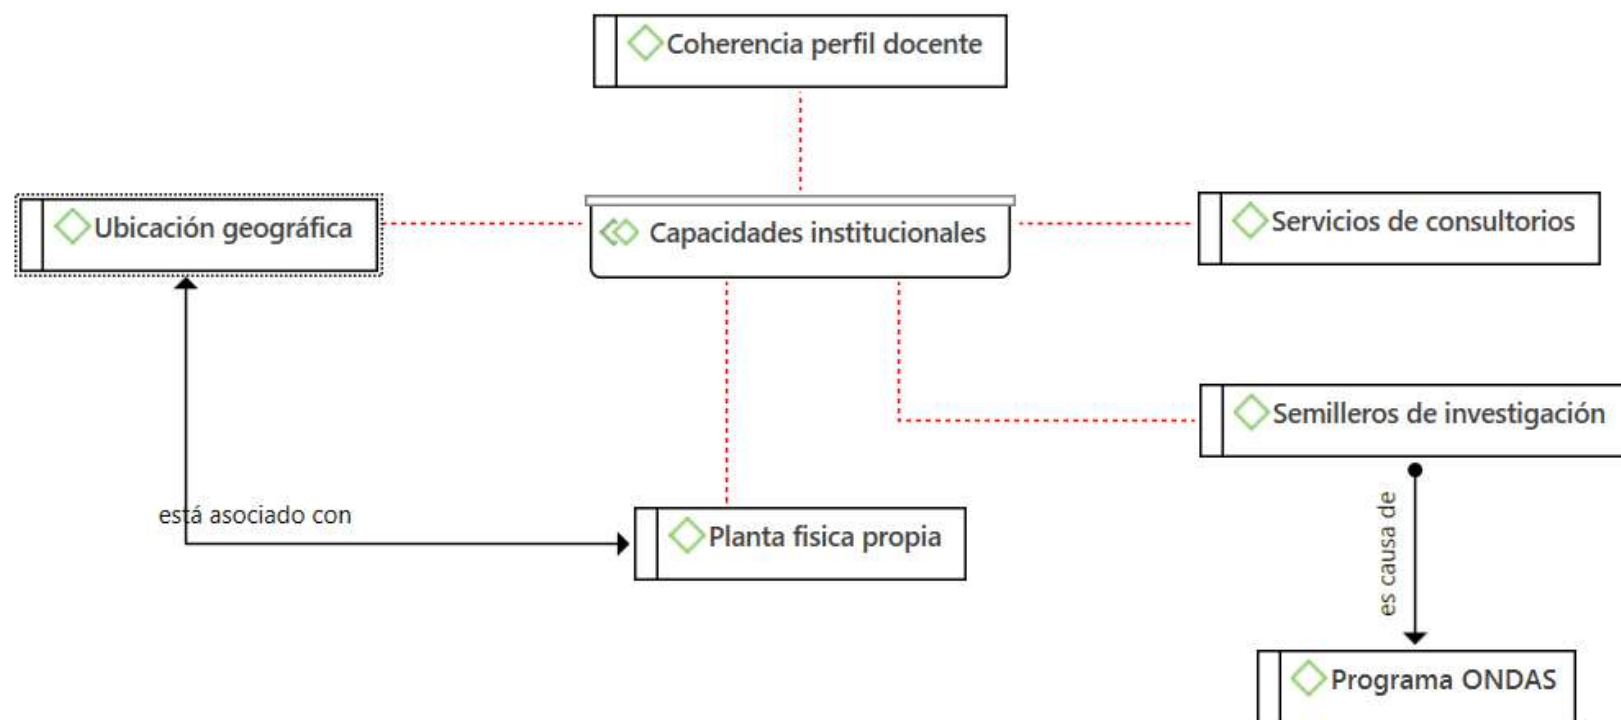 Coherencia perfil docente
Ubicación geográfica
Capacidades institucionales
Servicios de consultorios
Semilleros de investigación
está asociado con
Planta fisica propia
es causa de
Programa ONDAS